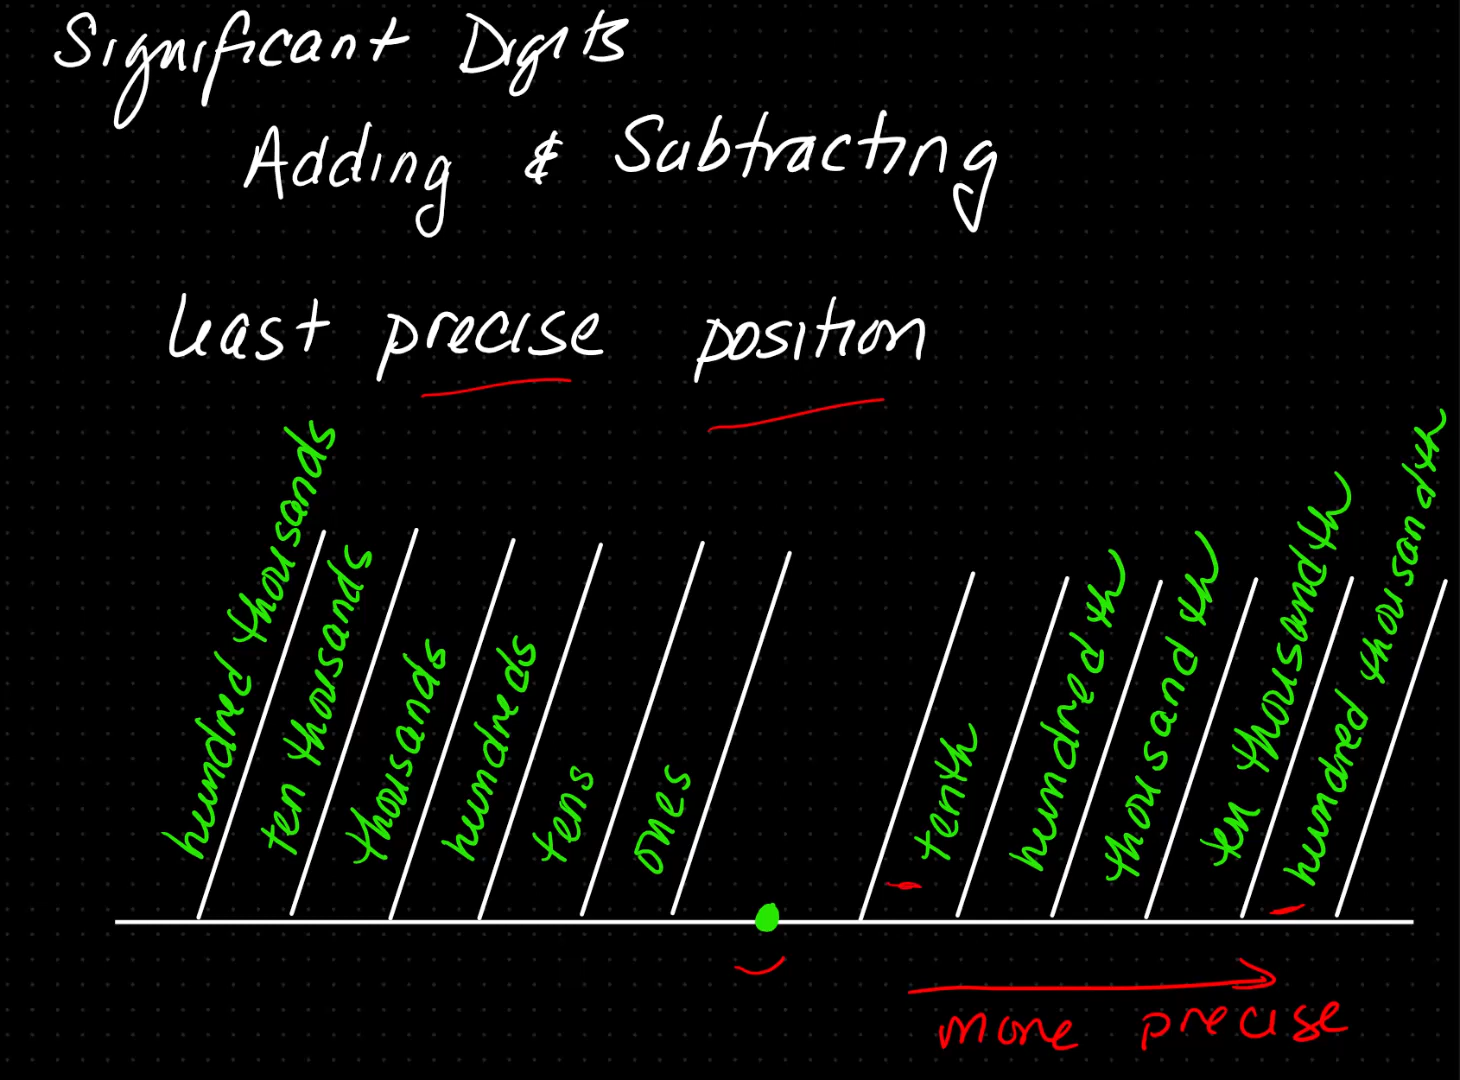 Significant Digits
Adding & Subtracting
least precise position
hundred thousands
ten thousands
thousands
hundreds
tens
ones
tenth
hundredth
thousandth
ten thousandth
hundred thousandth
more precise